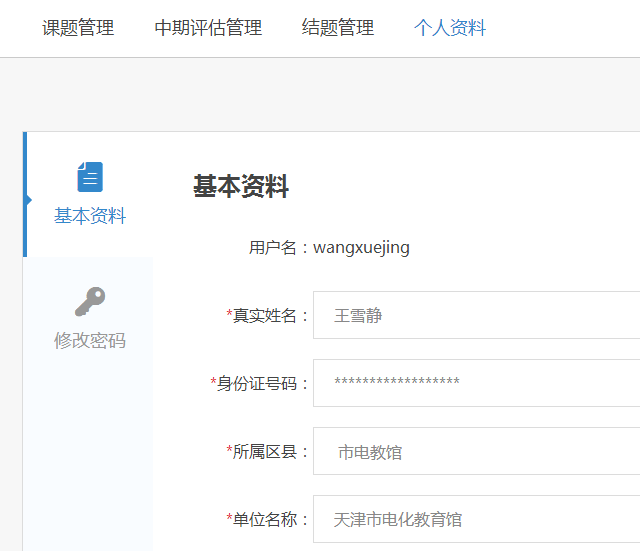 课题管理 中期评估管理 结题管理 个人资料
基本资料
修改密码
基本资料
用户名：wangxuejing
*真实姓名： 王雪静
*身份证号码： ******************
*所属区县： 市电教馆
*单位名称： 天津市电化教育馆